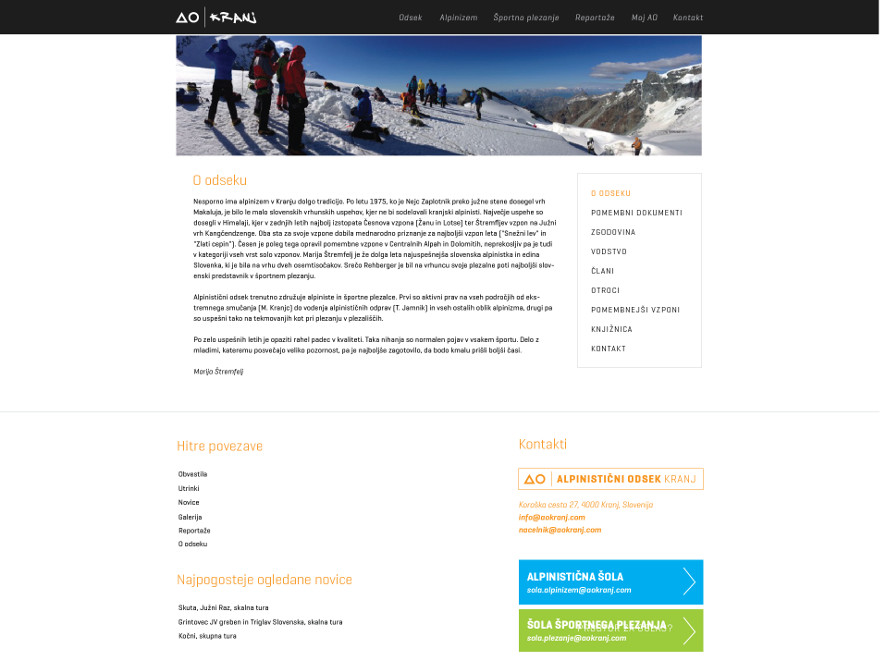 AO KRANJ
Odsek Alpinizem Športno plezanje Reportaže Moj AO Kontakt
O odseku
Nesporno ima alpinizem v Kranju dolgo tradicijo. Po letu 1975, ko je Nejc Zaplotnik preko južne stene dosegel vrh
Makaluja, je bilo le malo slovenskih vrhunskih uspehov, kjer ne bi sodelovali kranjski alpinisti. Največje uspehe so
dosegli v Himalaji, kjer v zadnjih letih najbolj izstopata Česnova vzpona (Žanu in Lotse) ter Štremfljev vzpon na Južni
vrh Kangčendzenge. Oba sta za svoje vzpone dobila mednarodno priznanje za najboljši vzpon leta ("Snežni lev" in
"Zlati cepin"). Česen je poleg tega opravil pomembne vzpone v Centralnih Alpah in Dolomitih, neprekosljiv pa je tudi
v kategoriji vseh vrst solo vzponov. Marija Štremfelj je že dolga leta najuspešnejša slovenska alpinistka in edina
Slovenka, ki je bila na vrhu dveh osemtisočakov. Srečo Rehberger je bil na vrhuncu svoje plezalne poti najboljši slov-
enski predstavnik v športnem plezanju.
Alpinistični odsek trenutno združuje alpiniste in športne plezalce. Prvi so aktivni prav na vseh področjih od eks-
tremnega smučanja (M. Kranjc) do vodenja alpinističnih odprav (T. Jamnik) in vseh ostalih oblik alpinizma, drugi pa
so uspešni tako na tekmovanjih kot pri plezanju v plezališčih.
Po zelo uspešnih letih je opaziti rahel padec v kvaliteti. Taka nihanja so normalen pojav v vsakem športu. Delo z
mladimi, kateremu posvečajo veliko pozornost, pa je najboljše zagotovilo, da bodo kmalu prišli boljši časi.
Marija Štremfelj
O ODSEKU
POMEMBNI DOKUMENTI
ZGODOVINA
VODSTVO
ČLANI
OTROCI
POMEMBNEJŠI VZPONI
KNJIŽNICA
KONTAKT
Hitre povezave
Obvestila
Utrinki
Novice
Galerija
Reportaže
O odseku
Najpogosteje ogledane novice
Skuta, Južni Raz, skalna tura
Grintovec JV greben in Triglav Slovenska, skalna tura
Kočni, skupna tura
Kontakti
AO ALPINISTIČNI ODSEK KRANJ
Koroška cesta 27, 4000 Kranj, Slovenija
info@aokranj.com
nacelnik@aokranj.com
ALPINISTIČNA ŠOLA
sola.alpinizem@aokranj.com
ŠOLA ŠPORTNEGA PLEZANJA
sola.plezanje@aokranj.com